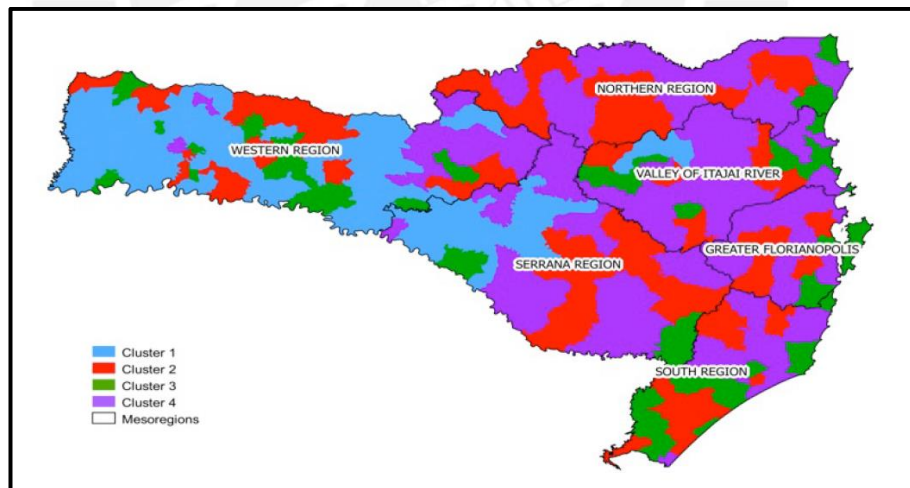 NORTHERN REGION
WESTERN REGION
VALLEY OF ITAJAI RIVER
GREATER FLORIANOPOLIS
SERRANA REGION
SOUTH REGION
Cluster 1
Cluster 2
Cluster 3
Cluster 4
Mesoregions